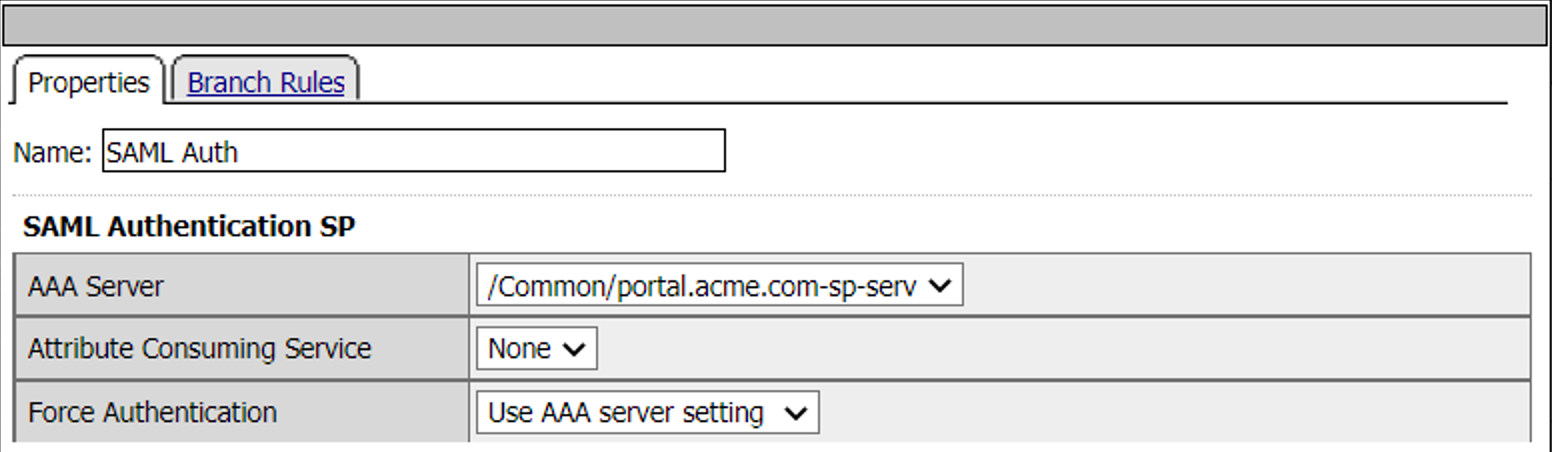 Properties Branch Rules
Name: SAML Auth
SAML Authentication SP
AAA Server /Common/portal.acme.com-sp-serv
Attribute Consuming Service None
Force Authentication Use AAA server setting